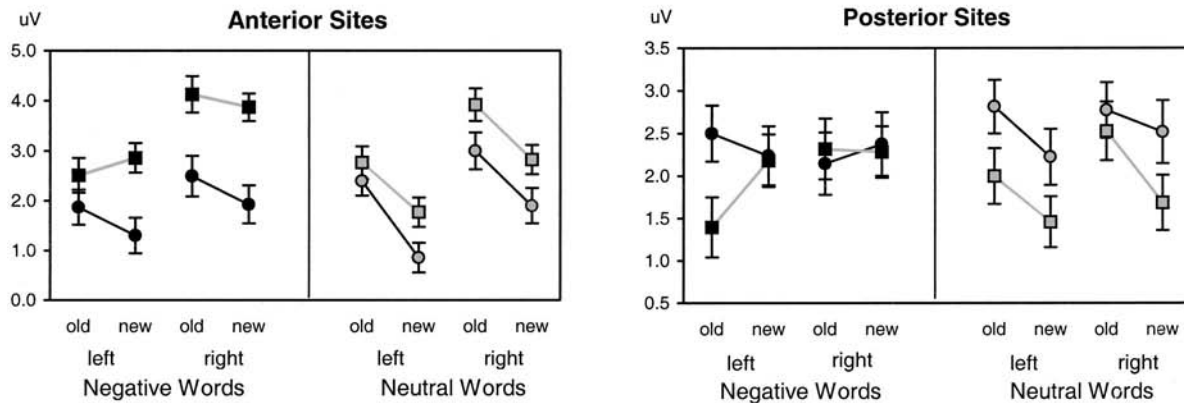 uV
Anterior Sites
5.0
4.0
3.0
2.0
1.0
0.0
old new old new old new old new
left right left right
Negative Words Neutral Words
uV
Posterior Sites
3.5
3.0
2.5
2.0
1.5
1.0
0.5
old new old new old new old new
left right left right
Negative Words Neutral Words